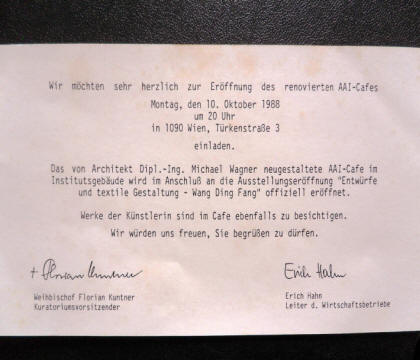 Wir möchten sehr herzlich zur Eröffnung des renovierten AAI-Cafes
Montag, den 10. Oktober 1988
um 20 Uhr
in 1090 Wien, Türkenstraße 3
einladen.
Das von Architekt Dipl.-Ing. Michael Wagner neugestaltete AAI-Cafe im
Institutsgebäude wird im Anschluß an die Ausstellungseröffnung "Entwürfe
und textile Gestaltung - Wang Ding Fang" offiziell eröffnet.
Werke der Künstlerin sind im Cafe ebenfalls zu besichtigen.
Wir würden uns freuen, Sie begrüßen zu dürfen.
+ Florian Kuntner
Weihbischof Florian Kuntner
Kuratoriumsvorsitzender
Erich Hahn
Erich Hahn
Leiter d. Wirtschaftsbetriebe